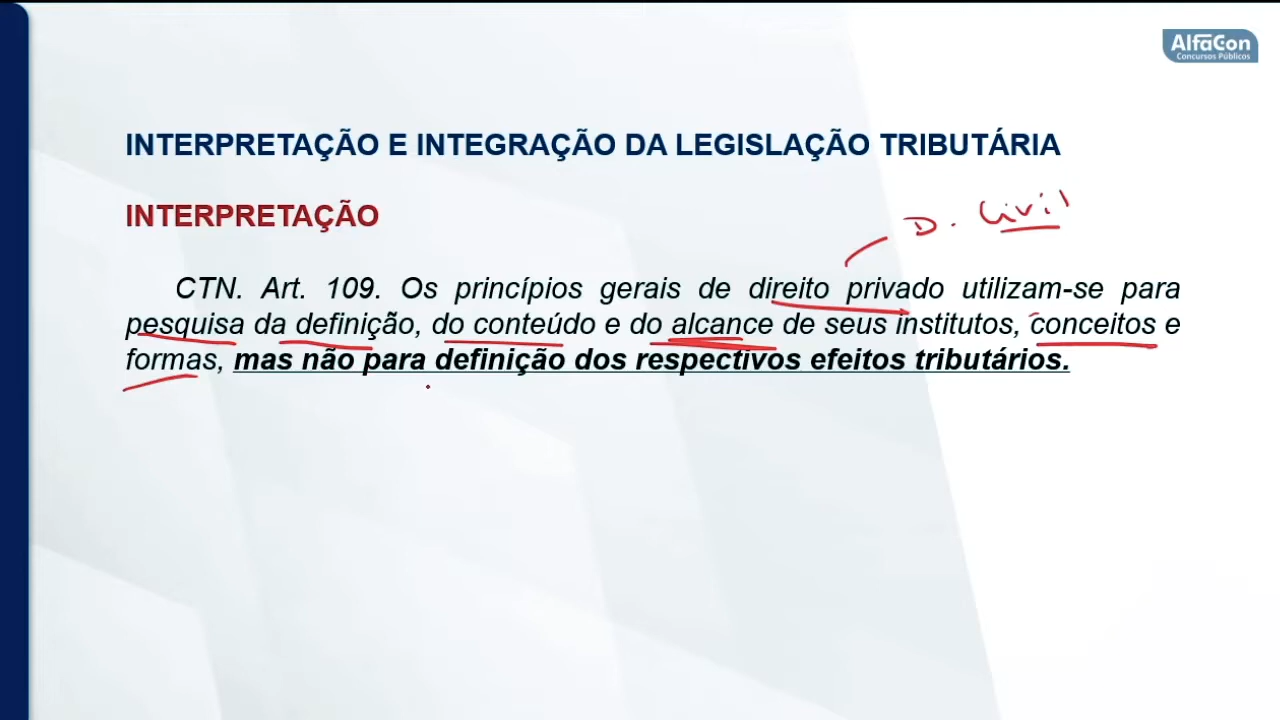 AlfaCon
Concursos Públicos
INTERPRETAÇÃO E INTEGRAÇÃO DA LEGISLAÇÃO TRIBUTÁRIA
INTERPRETAÇÃO
D. Civil
CTN. Art. 109. Os princípios gerais de direito privado utilizam-se para
pesquisa da definição, do conteúdo e do alcance de seus institutos, conceitos e
formas, mas não para definição dos respectivos efeitos tributários.